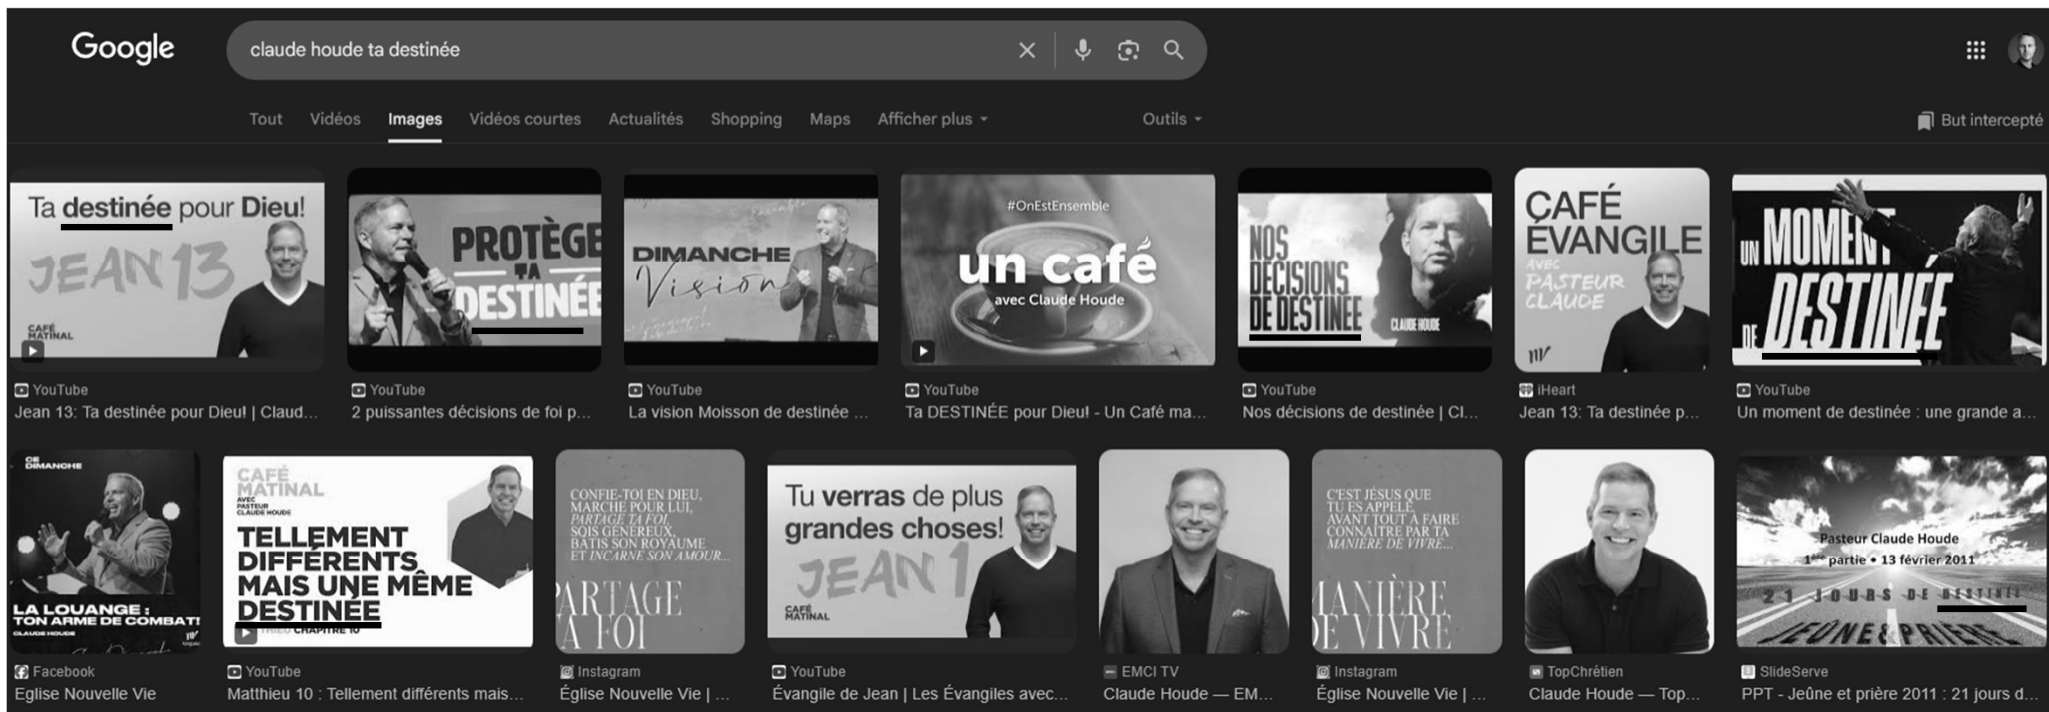 Google
claude houde ta destinée
Tout
Vidéos
Images
Vidéos courtes
Actualités
Shopping
Maps
Afficher plus
Outils
But intercepté
Ta destinée pour Dieu!
JEAN 13
CAFÉ
MATINAL
YouTube
Jean 13: Ta destinée pour Dieu! | Claud...
PROTÈGE
TA
DESTINÉE
YouTube
2 puissantes décisions de foi p...
DIMANCHE
Vision
YouTube
La vision Moisson de destinée ...
#OnEstEnsemble
un café
avec Claude Houde
YouTube
Ta DESTINÉE pour Dieu! - Un Café ma...
NOS
DÉCISIONS
DE DESTINÉE
CLAUDE HOUDE
YouTube
Nos décisions de destinée | Cl...
CAFÉ
ÉVANGILE
AVEC
PASTEUR
CLAUDE
iHeart
Jean 13: Ta destinée p...
UN MOMENT
DE DESTINÉE
YouTube
Un moment de destinée : une grande a...
CE
DIMANCHE
LA LOUANGE :
TON ARME DE COMBAT!
CLAUDE HOUDE
Facebook
Eglise Nouvelle Vie
CAFÉ
MATINAL
AVEC
PASTEUR
CLAUDE HOUDE
TELLEMENT
DIFFÉRENTS
MAIS UNE MÊME
DESTINÉE
CHAPITRE 10
YouTube
Matthieu 10 : Tellement différents mais...
CONFIE-TOI EN DIEU,
MARCHE POUR LUI,
PARTAGE TA FOI,
SOIS GÉNÉREUX,
BATIS SON ROYAUME
ET INCARNE SON AMOUR...
PARTAGE
TA FOI
Instagram
Église Nouvelle Vie | ...
Tu verras de plus
grandes choses!
JEAN 1
CAFÉ
MATINAL
YouTube
Évangile de Jean | Les Évangiles avec...
EMCI TV
Claude Houde — EM...
C'EST JÉSUS QUE
TU ES APPELÉ,
AVANT TOUT À FAIRE
CONNAÎTRE PAR TA
MANIÈRE DE VIVRE...
MANIÈRE
DE VIVRE
Instagram
Église Nouvelle Vie | ...
TopChrétien
Claude Houde — Top...
Pasteur Claude Houde
1ère partie • 13 février 2011
21 JOURS DE DESTINÉE
JEÛNE & PRIÈRE
SlideServe
PPT - Jeûne et prière 2011 : 21 jours d...